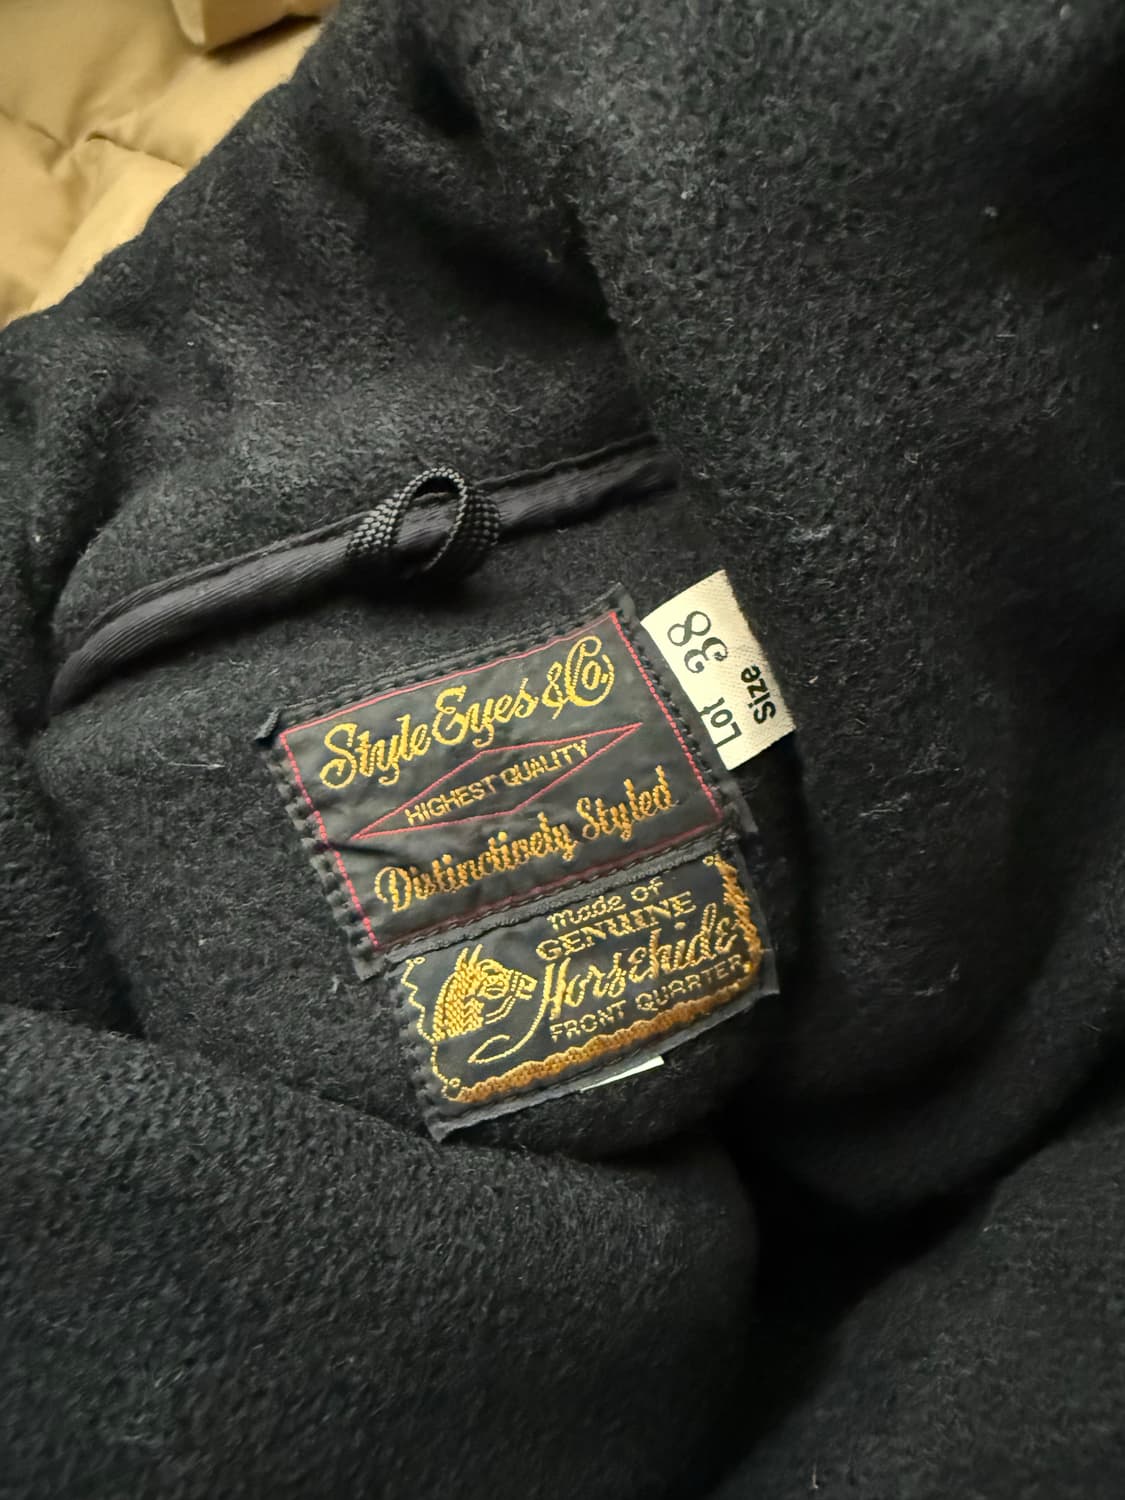 Style Eyes & Co.
HIGHEST QUALITY
Distinctively Styled
Lot
Size 38
made of
GENUINE
Horsehide
FRONT QUARTER